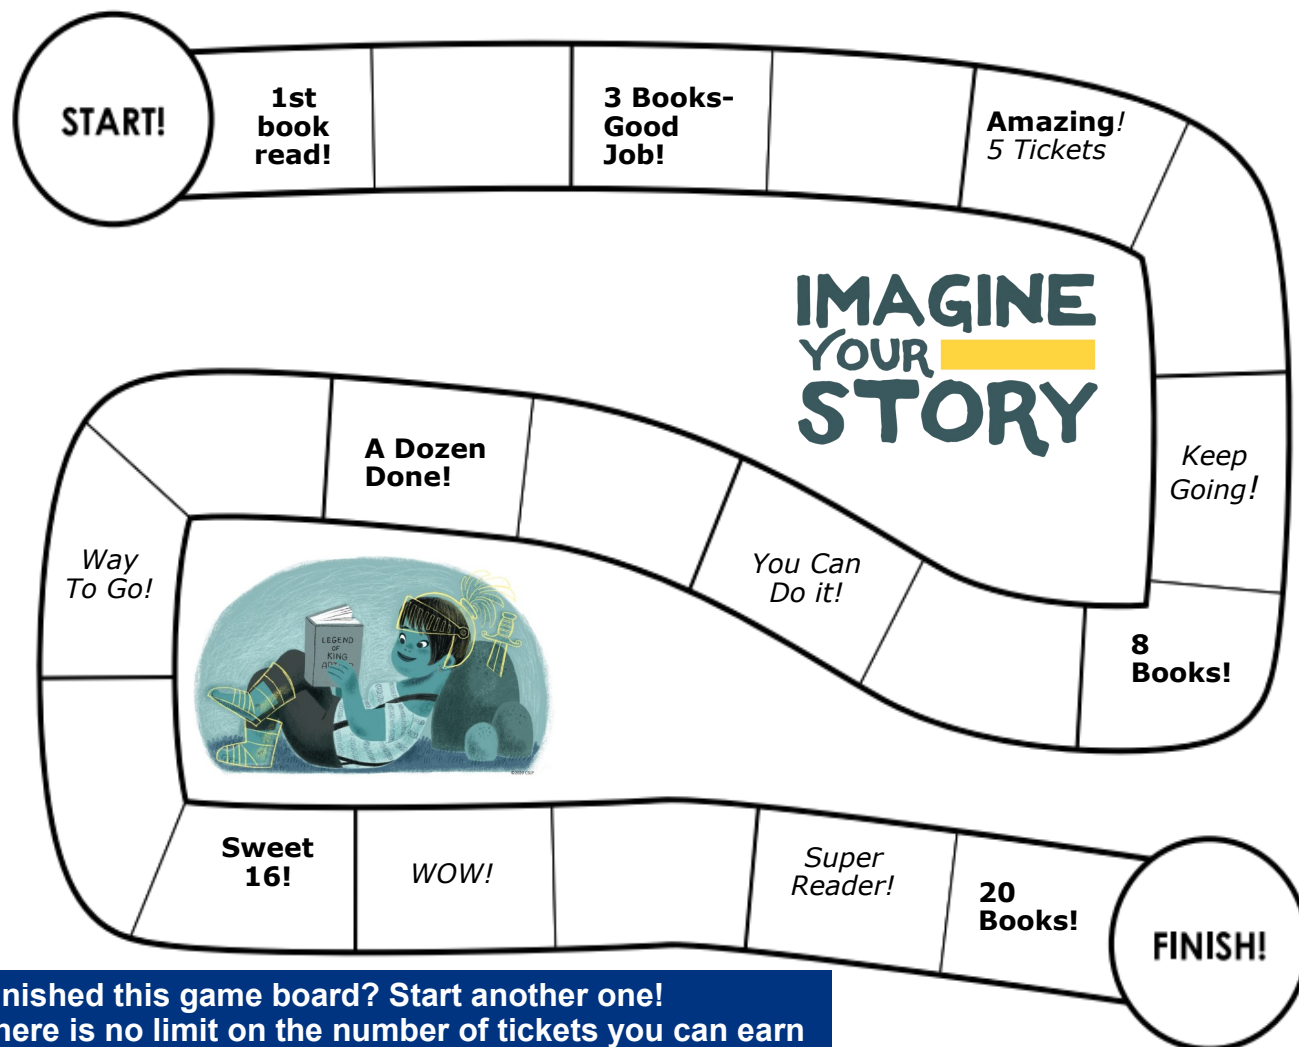 START!
1st
book
read!
3 Books-
Good
Job!
Amazing!
5 Tickets
IMAGINE
YOUR
STORY
Keep
Going!
8
Books!
You Can
Do it!
A Dozen
Done!
Way
To Go!
LEGEND
OF
KING
Sweet
16!
WOW!
Super
Reader!
20
Books!
FINISH!
nished this game board? Start another one!
here is no limit on the number of tickets you can earn